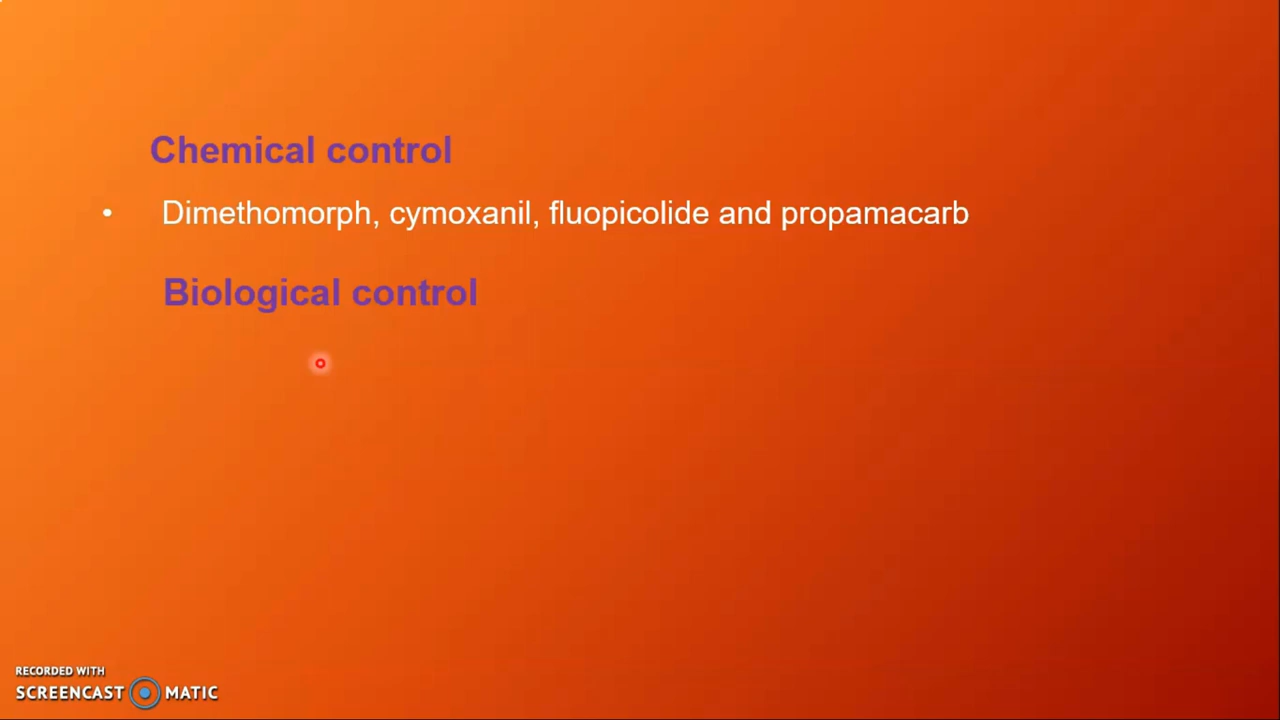 Chemical control
• Dimethomorph, cymoxanil, fluopicolide and propamacarb
Biological control
RECORDED WITH
SCREENCAST MATIC